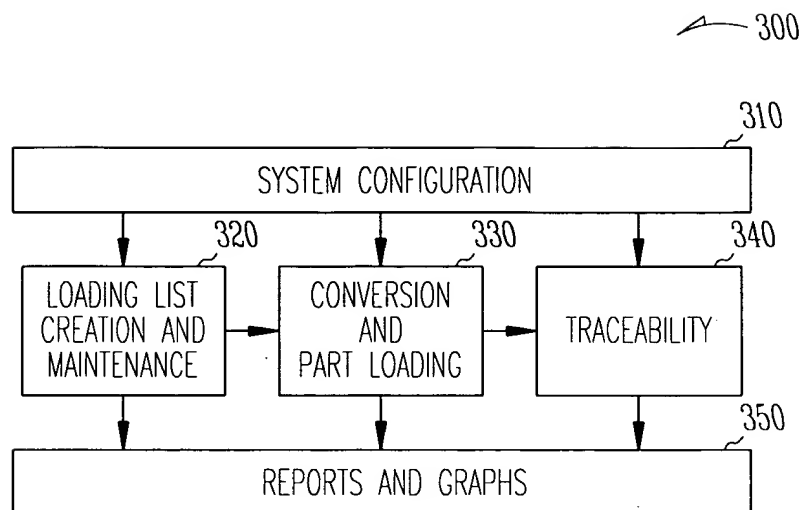 300
310
SYSTEM CONFIGURATION
320
330
340
LOADING LIST
CREATION AND
MAINTENANCE
CONVERSION
AND
PART LOADING
TRACEABILITY
350
REPORTS AND GRAPHS